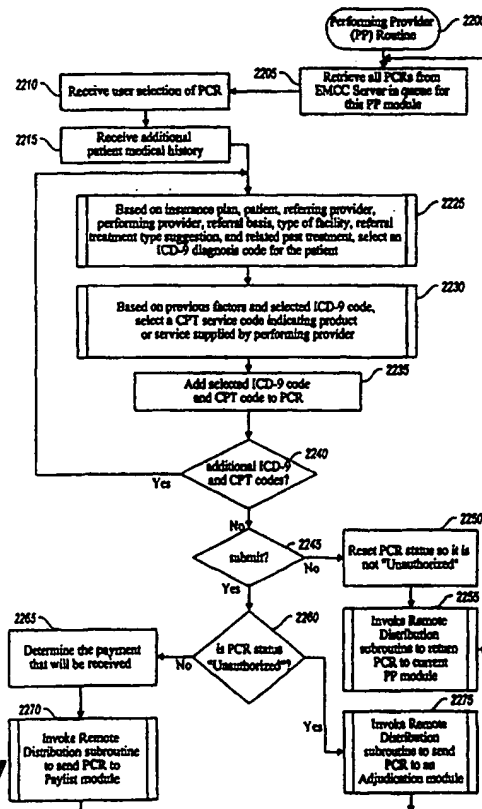 Performing Provider
(PP) Routine
2200
2205
Retrieve all PCRs from
EMCC Server in queue for
this PP module
2210
Receive user selection of PCR
2215
Receive additional
patient medical history
2225
Based on insurance plan, patient, referring provider,
performing provider, referral basis, type of facility, referral
treatment type suggestion, and related past treatment, select an
ICD-9 diagnosis code for the patient
2230
Based on previous factors and selected ICD-9 code,
select a CPT service code indicating product
or service supplied by performing provider
2235
Add selected ICD-9 code
and CPT code to PCR
2240
additional ICD-9
and CPT codes?
Yes
No
2245
submit?
No
Yes
2250
Reset PCR status so it is
not "Unauthorized"
2255
Invoke Remote
Distribution
subroutine to return
PCR to current
PP module
2260
is PCR status
"Unauthorized"?
No
Yes
2265
Determine the payment
that will be received
2270
Invoke Remote
Distribution subroutine
to send PCR to
Paylist module
2275
Invoke Remote
Distribution
subroutine to send
PCR to an
Adjudication module